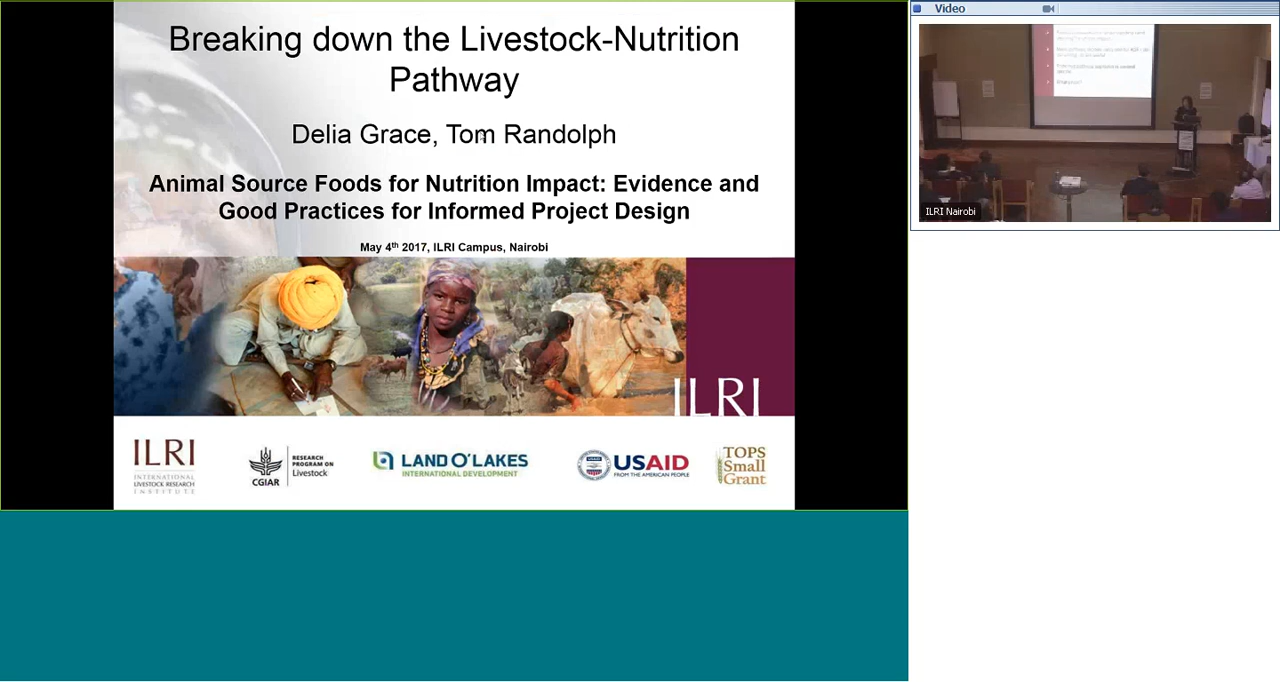 Breaking down the Livestock-Nutrition
Pathway
Delia Grace, Tom Randolph
Animal Source Foods for Nutrition Impact: Evidence and
Good Practices for Informed Project Design
May 4th 2017, ILRI Campus, Nairobi
ILRI
ILRI
INTERNATIONAL
LIVESTOCK RESEARCH
INSTITUTE
CGIAR
RESEARCH
PROGRAM ON
Livestock
LAND O'LAKES
INTERNATIONAL DEVELOPMENT
USAID
FROM THE AMERICAN PEOPLE
TOPS
Small
Grant
Video
ILRI Nairobi